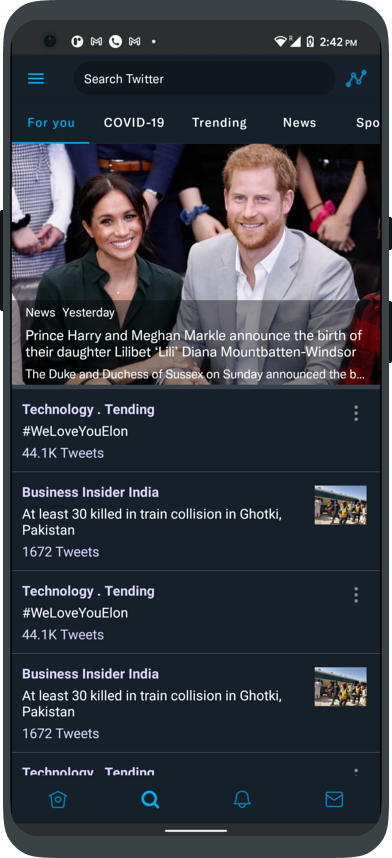 2:42 PM
Search Twitter
For you COVID-19 Trending News Spo
News Yesterday
Prince Harry and Meghan Markle announce the birth of
their daughter Lilibet ‘Lili’ Diana Mountbatten-Windsor
The Duke and Duchess of Sussex on Sunday announced the b...
Technology . Tending
#WeLoveYouElon
44.1K Tweets
Business Insider India
At least 30 killed in train collision in Ghotki,
Pakistan
1672 Tweets
Technology . Tending
#WeLoveYouElon
44.1K Tweets
Business Insider India
At least 30 killed in train collision in Ghotki,
Pakistan
1672 Tweets
Technology . Tending